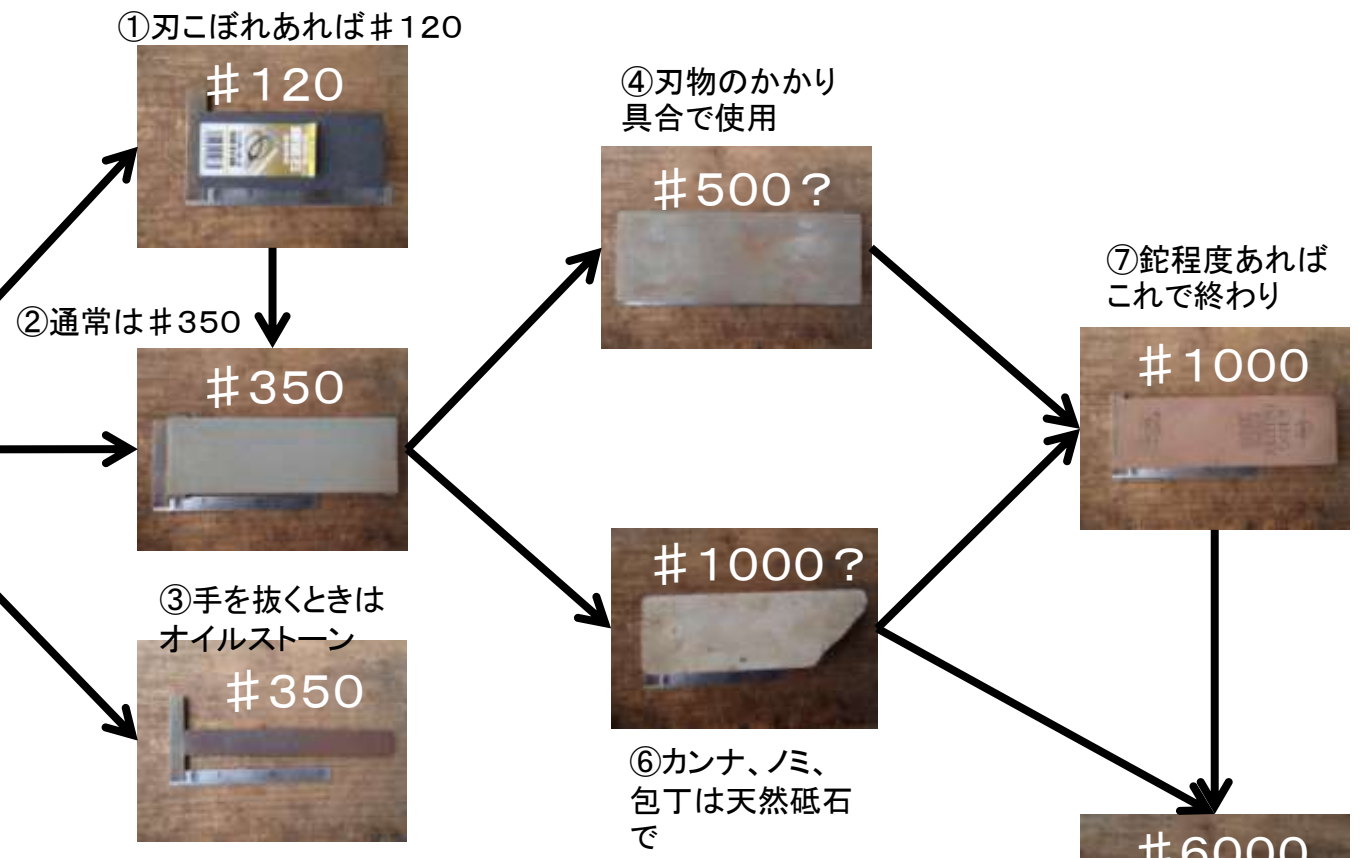 ①刃こぼれあれば♯120
♯120
②通常は♯350
♯350
③手を抜くときは
オイルストーン
♯350
④刃物のかかり
具合で使用
♯500?
♯1000?
⑥カンナ、ノミ、
包丁は天然砥石
で
⑦鉈程度あれば
これで終わり
♯1000
♯6000